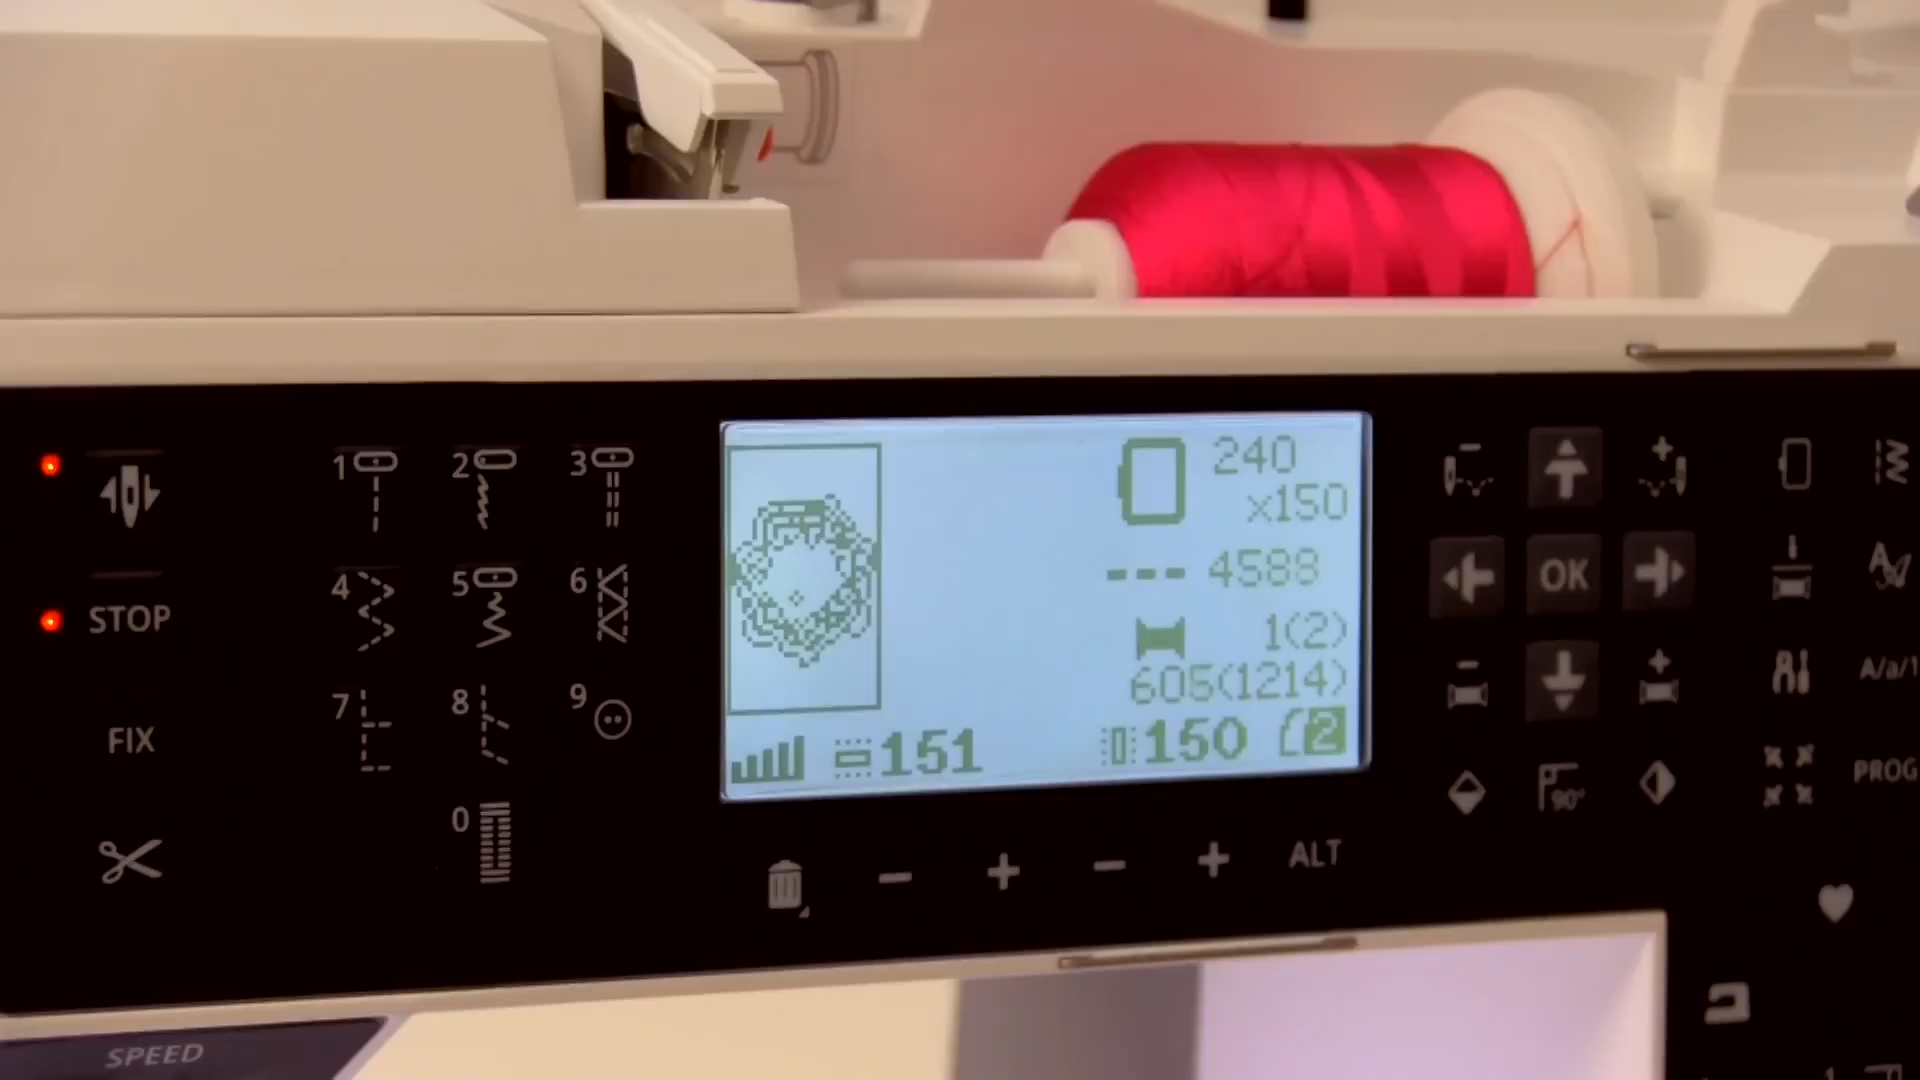 1 2 3
4 5 6
7 8 9
0
STOP
FIX
SPEED
240
x150
4588
1(2)
605(1214)
151 150 2
ALT
OK
90°
A/a/1
PROG